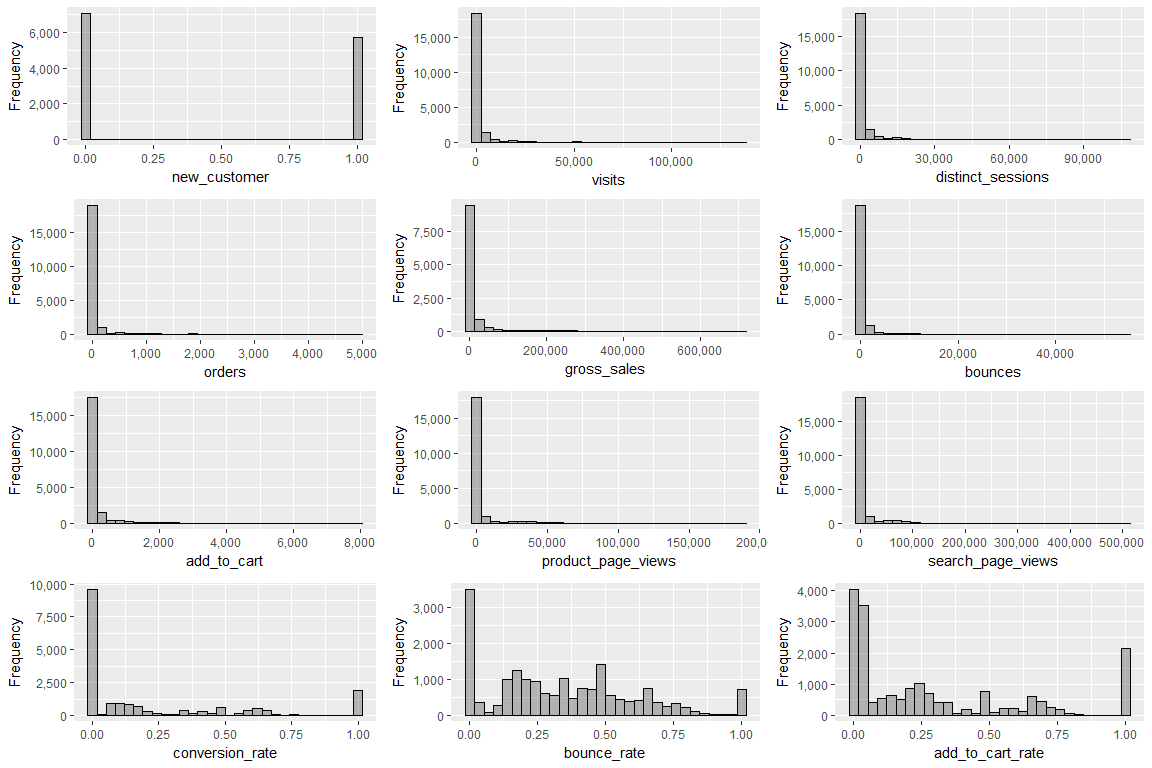 Frequency
6,000
4,000
2,000
0
0.00 0.25 0.50 0.75 1.00
new_customer
Frequency
15,000
10,000
5,000
0
0 50,000 100,000
visits
Frequency
15,000
10,000
5,000
0
0 30,000 60,000 90,000
distinct_sessions
Frequency
15,000
10,000
5,000
0
0 1,000 2,000 3,000 4,000 5,000
orders
Frequency
7,500
5,000
2,500
0
0 200,000 400,000 600,000
gross_sales
Frequency
15,000
10,000
5,000
0
0 20,000 40,000
bounces
Frequency
15,000
10,000
5,000
0
0 2,000 4,000 6,000 8,000
add_to_cart
Frequency
15,000
10,000
5,000
0
0 50,000 100,000 150,000 200,0
product_page_views
Frequency
15,000
10,000
5,000
0
0 100,000 200,000 300,000 400,000 500,000
search_page_views
Frequency
10,000
7,500
5,000
2,500
0
0.00 0.25 0.50 0.75 1.00
conversion_rate
Frequency
3,000
2,000
1,000
0
0.00 0.25 0.50 0.75 1.00
bounce_rate
Frequency
4,000
3,000
2,000
1,000
0
0.00 0.25 0.50 0.75 1.00
add_to_cart_rate